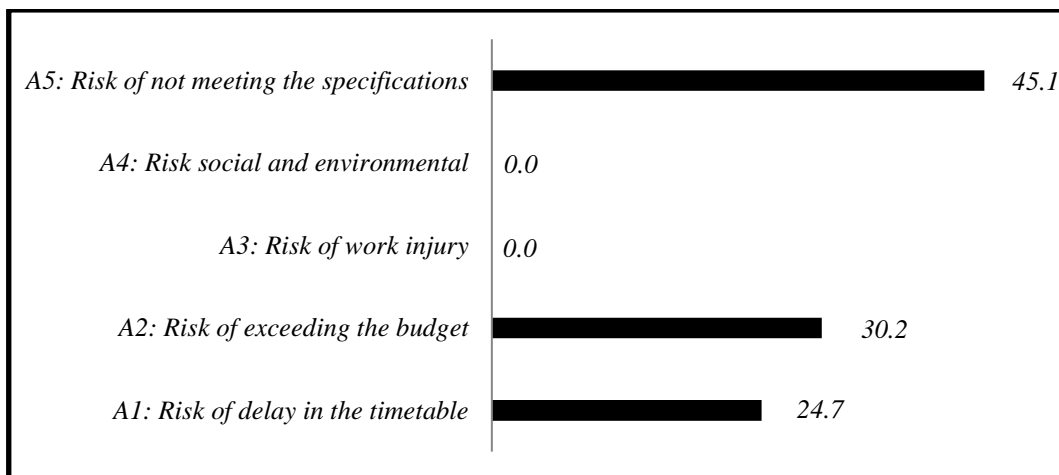 A5: Risk of not meeting the specifications 45.1
A4: Risk social and environmental 0.0
A3: Risk of work injury 0.0
A2: Risk of exceeding the budget 30.2
A1: Risk of delay in the timetable 24.7